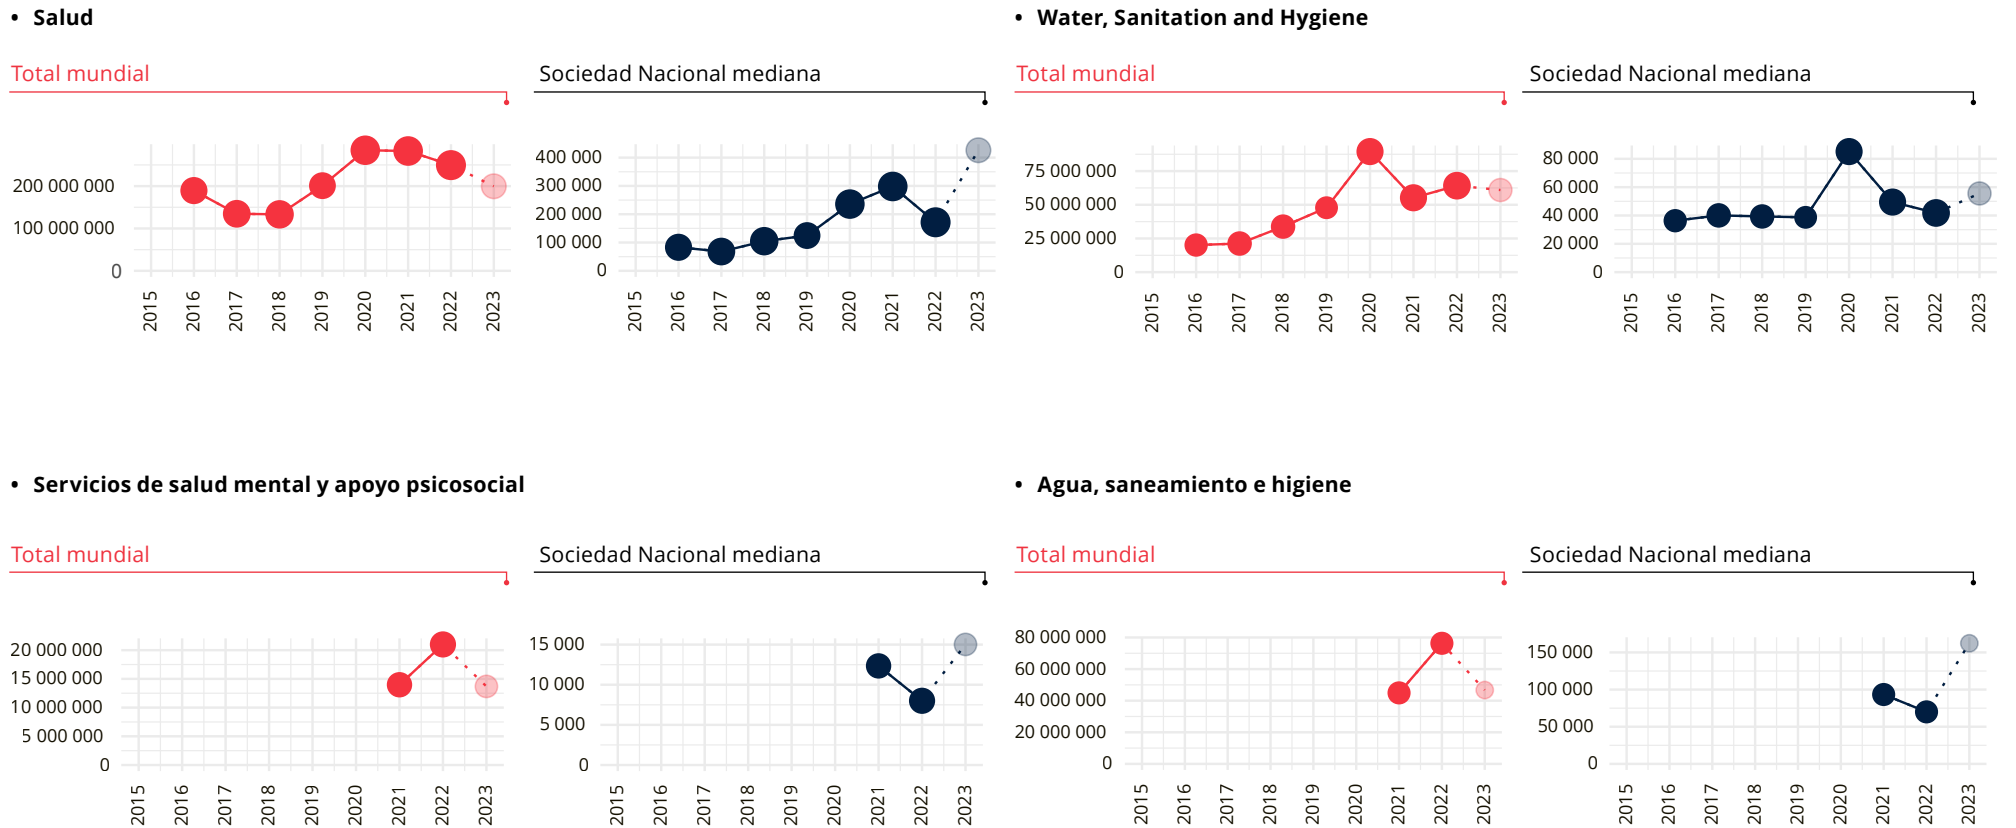 • Salud
Total mundial
200 000 000
100 000 000
0
2015 2016 2017 2018 2019 2020 2021 2022 2023
Sociedad Nacional mediana
400 000
300 000
200 000
100 000
0
2015 2016 2017 2018 2019 2020 2021 2022 2023
• Water, Sanitation and Hygiene
Total mundial
75 000 000
50 000 000
25 000 000
0
2015 2016 2017 2018 2019 2020 2021 2022 2023
Sociedad Nacional mediana
80 000
60 000
40 000
20 000
0
2015 2016 2017 2018 2019 2020 2021 2022 2023
• Servicios de salud mental y apoyo psicosocial
Total mundial
20 000 000
15 000 000
10 000 000
5 000 000
0
2015 2016 2017 2018 2019 2020 2021 2022 2023
Sociedad Nacional mediana
15 000
10 000
5 000
0
2015 2016 2017 2018 2019 2020 2021 2022 2023
• Agua, saneamiento e higiene
Total mundial
80 000 000
60 000 000
40 000 000
20 000 000
0
2015 2016 2017 2018 2019 2020 2021 2022 2023
Sociedad Nacional mediana
150 000
100 000
50 000
0
2015 2016 2017 2018 2019 2020 2021 2022 2023